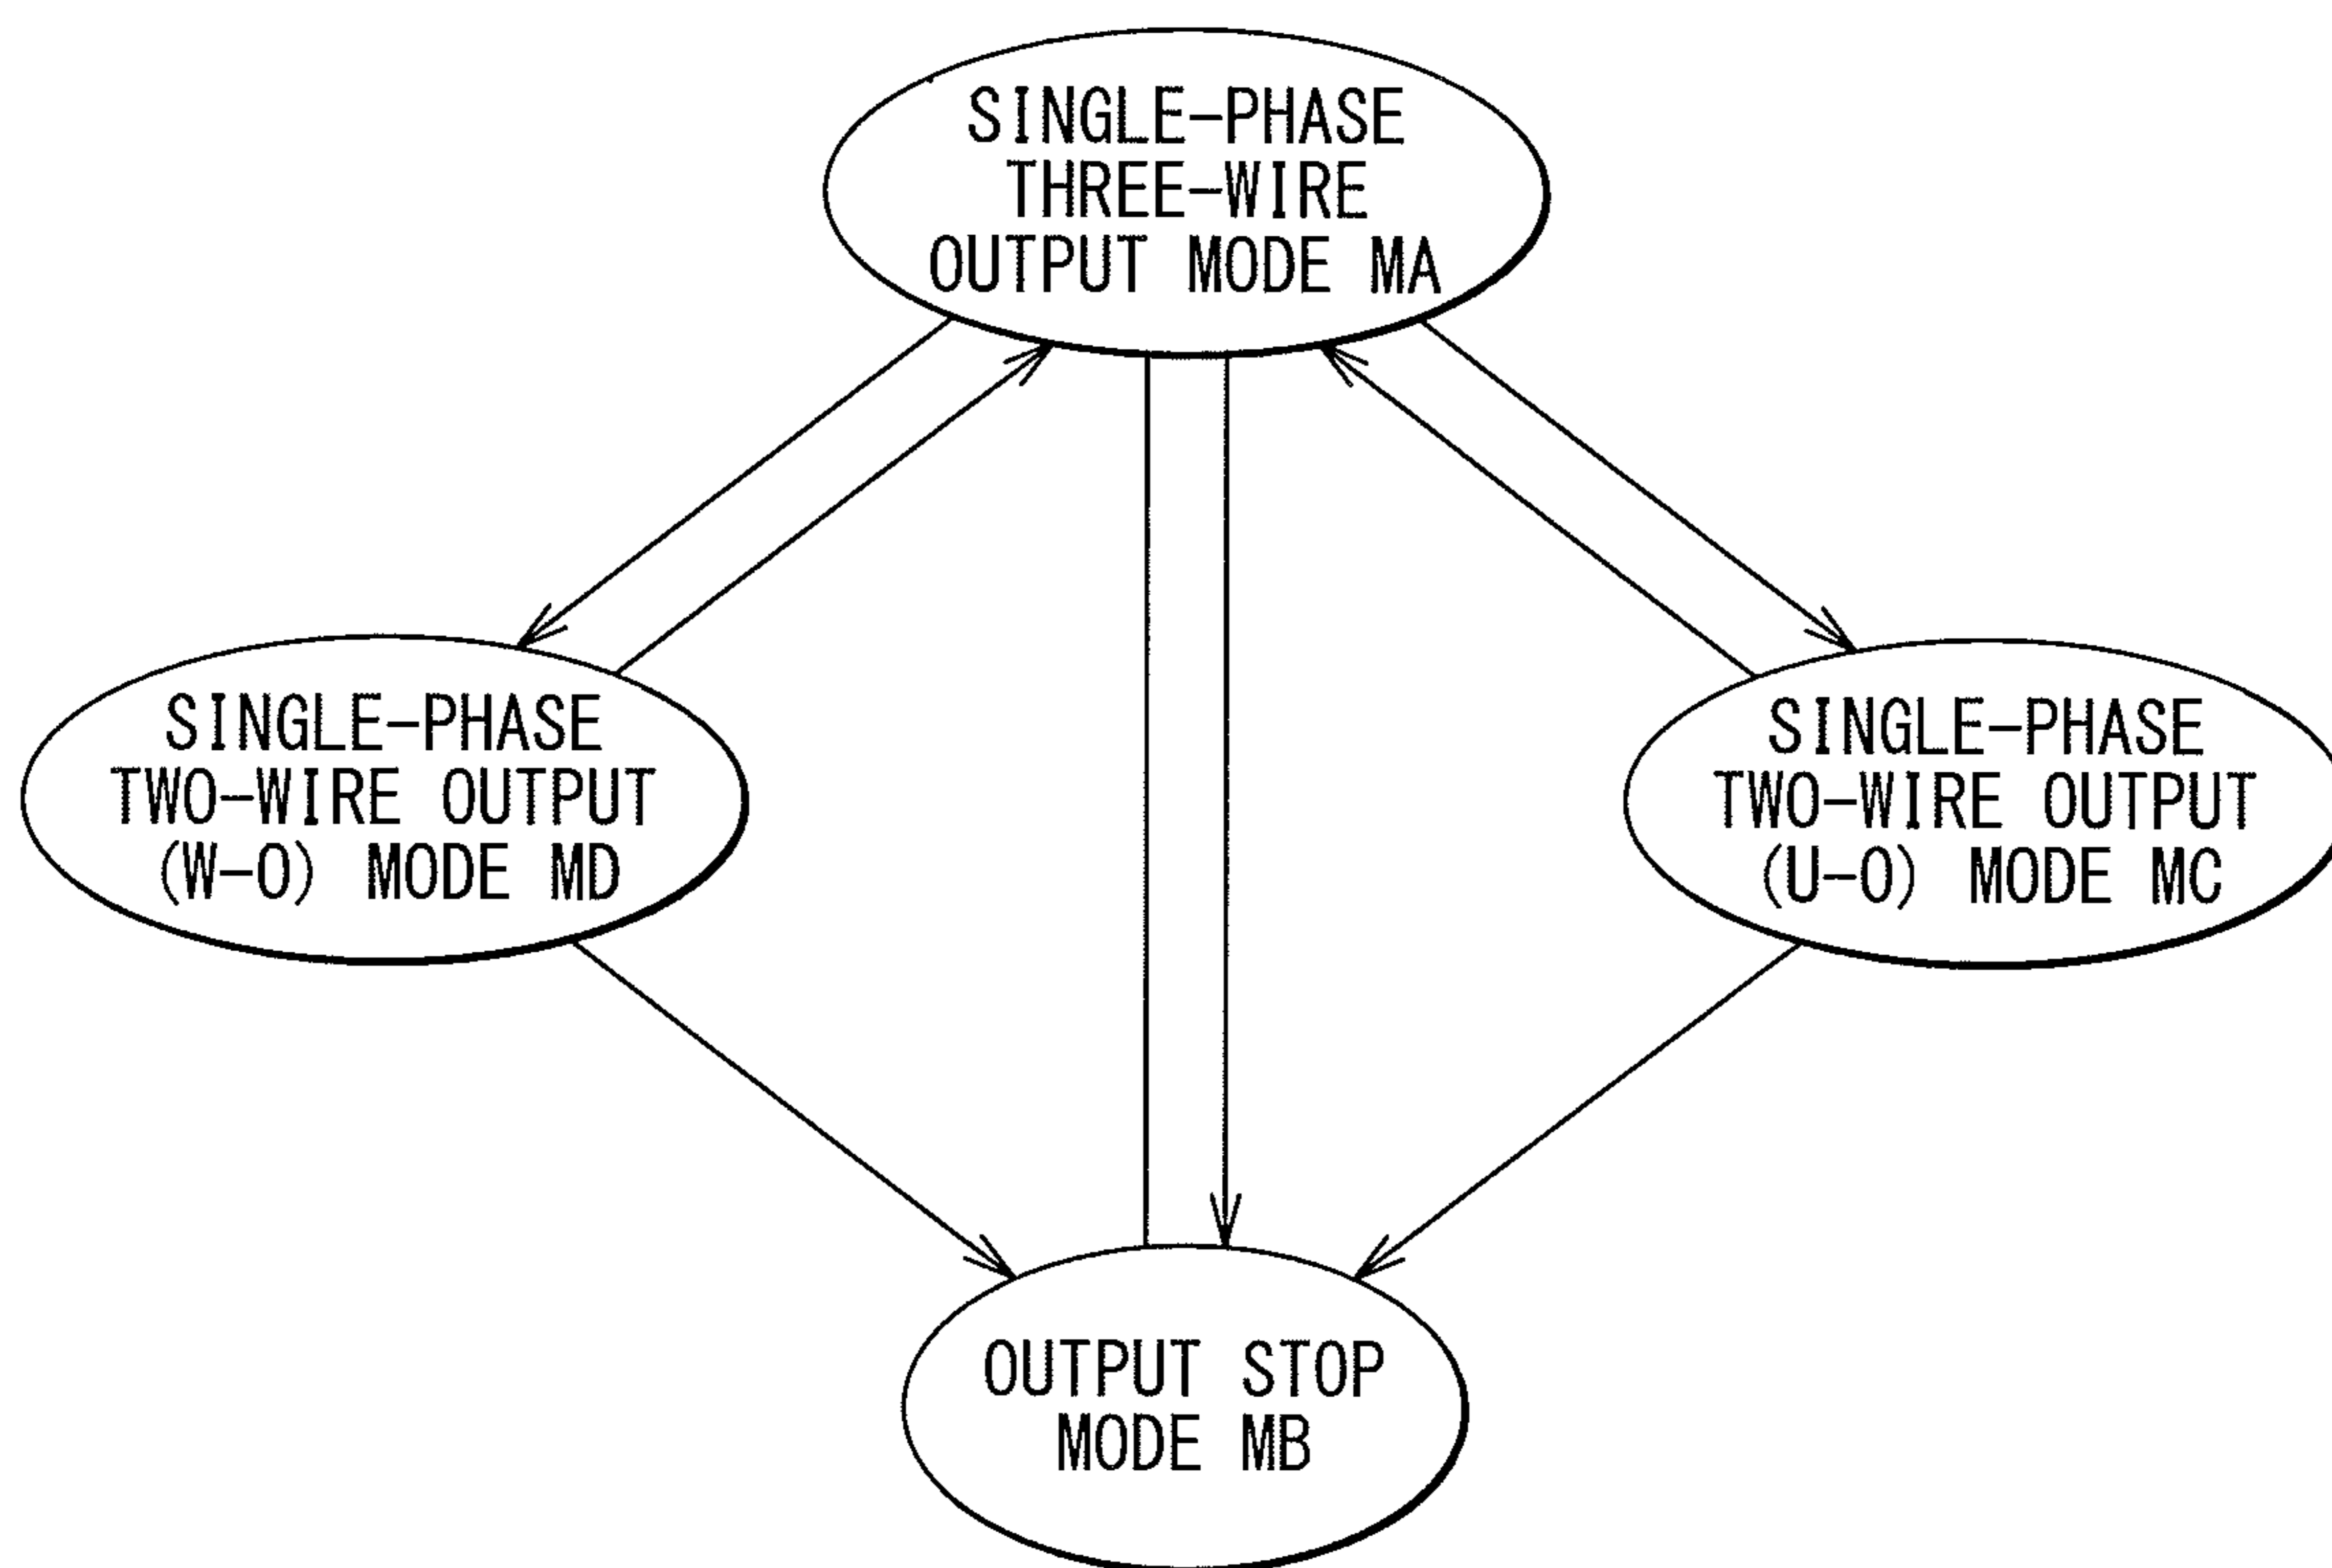 SINGLE-PHASE
THREE-WIRE
OUTPUT MODE MA
SINGLE-PHASE
TWO-WIRE OUTPUT
(W-O) MODE MD
SINGLE-PHASE
TWO-WIRE OUTPUT
(U-O) MODE MC
OUTPUT STOP
MODE MB